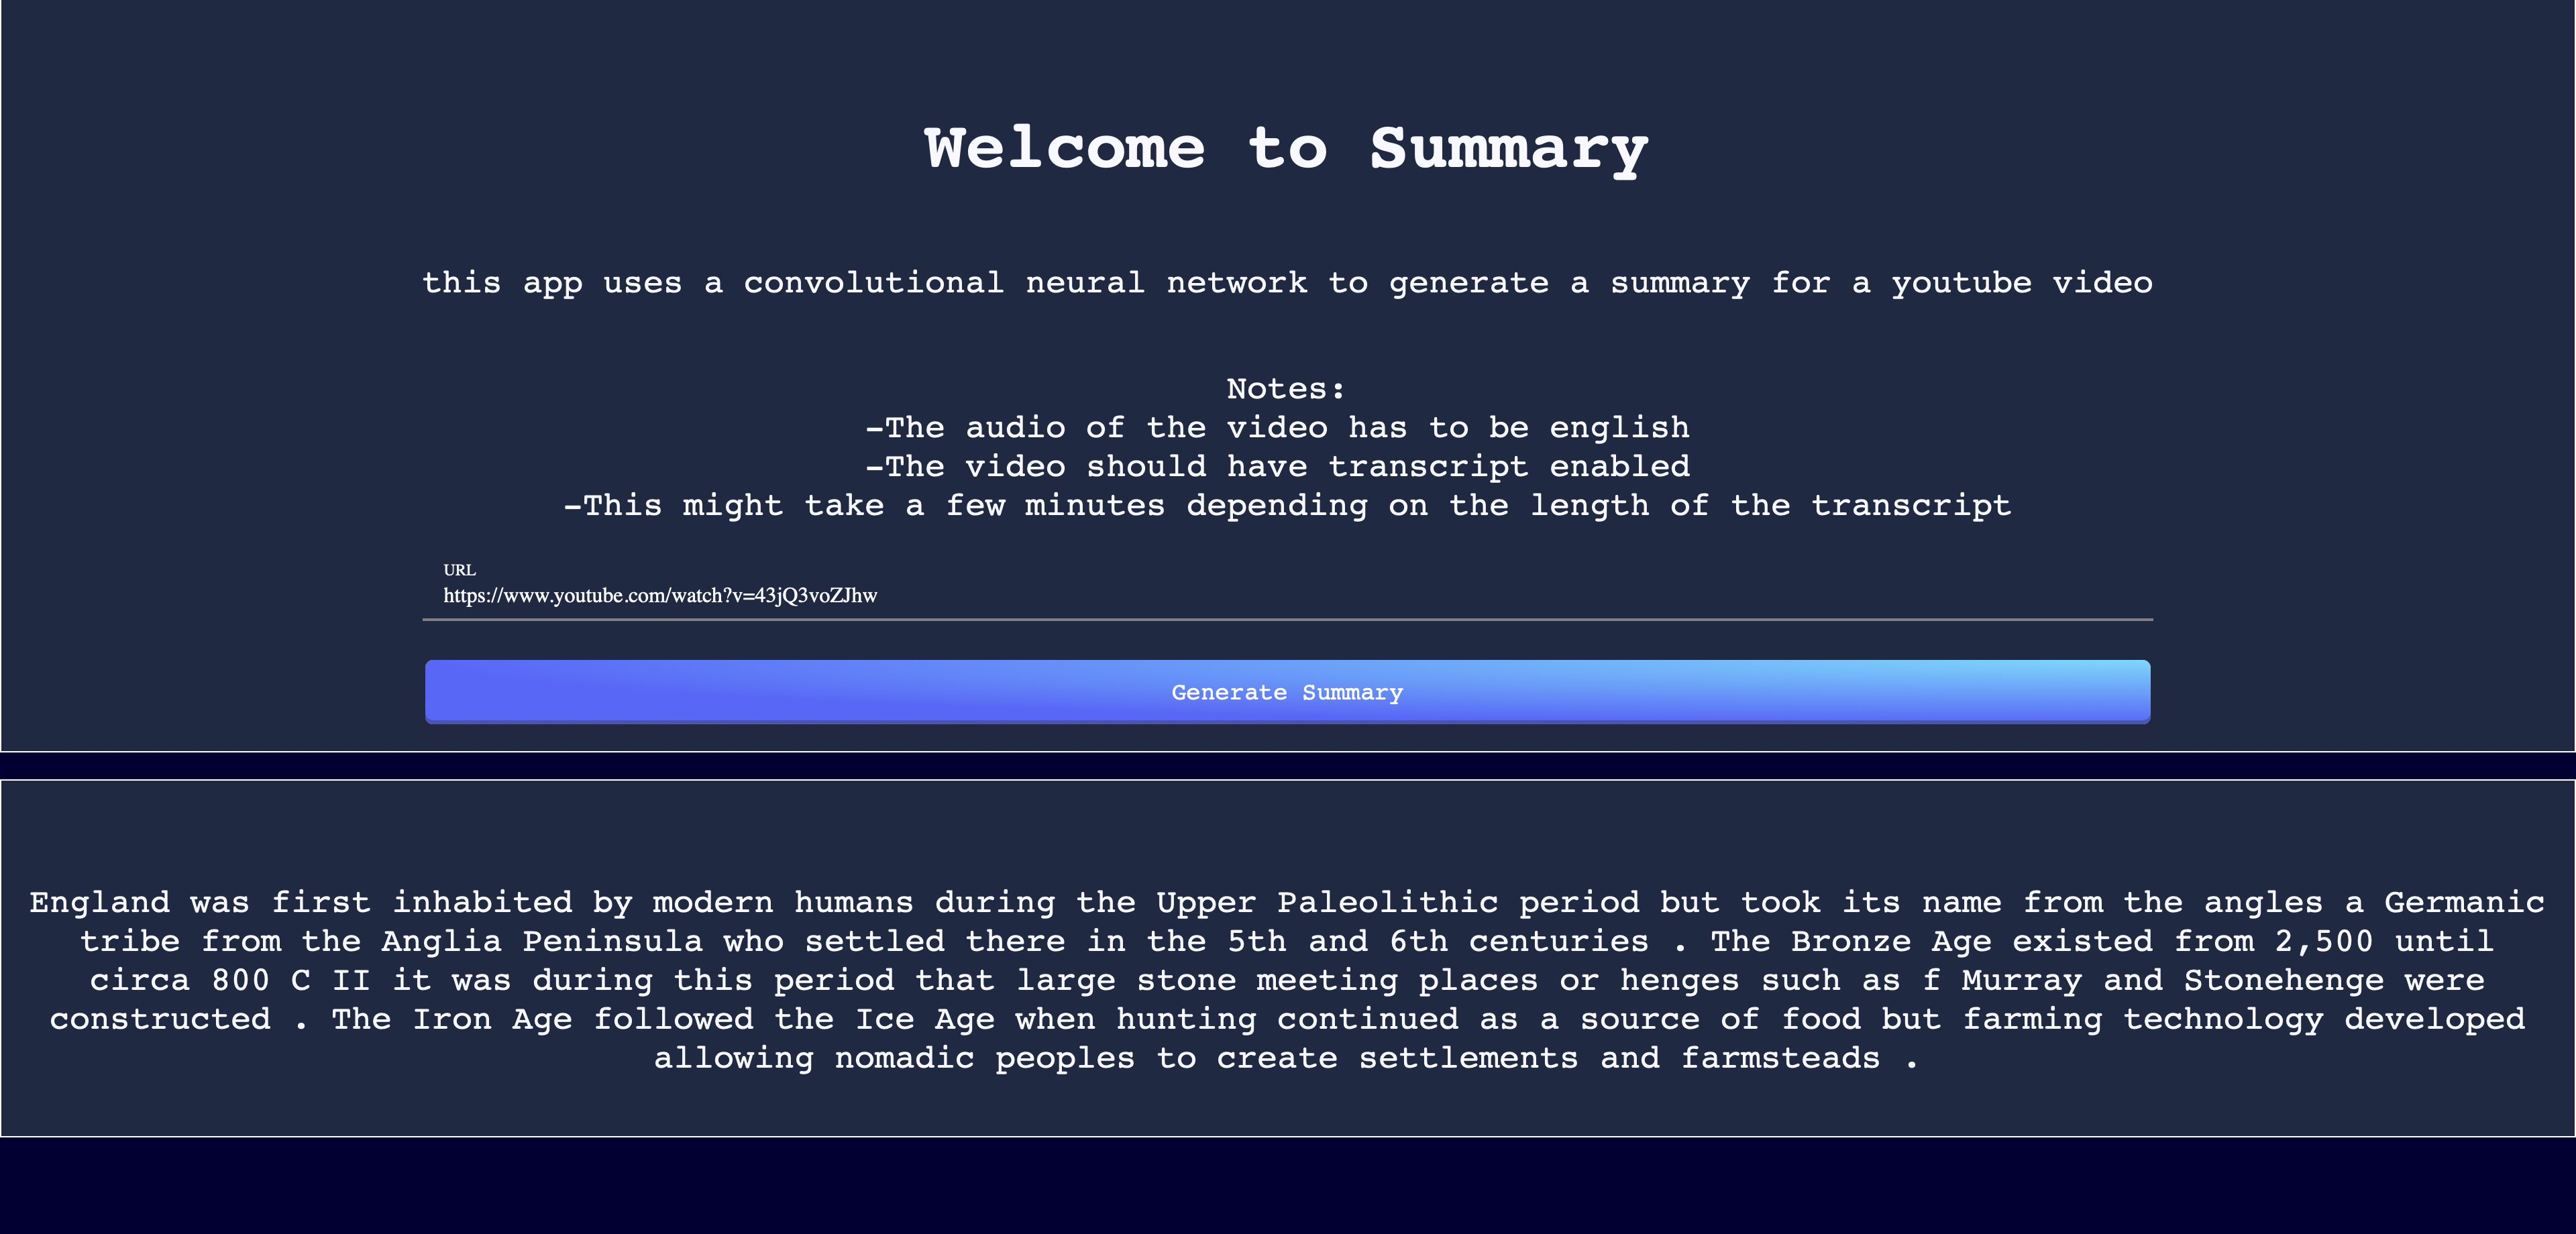 Welcome to Summary
this app uses a convolutional neural network to generate a summary for a youtube video
Notes:
-The audio of the video has to be english
-The video should have transcript enabled
-This might take a few minutes depending on the length of the transcript
URL
https://www.youtube.com/watch?v=43jQ3voZJhw
Generate Summary
England was first inhabited by modern humans during the Upper Paleolithic period but took its name from the angles a Germanic
tribe from the Anglia Peninsula who settled there in the 5th and 6th centuries . The Bronze Age existed from 2,500 until
circa 800 C II it was during this period that large stone meeting places or henges such as f Murray and Stonehenge were
constructed . The Iron Age followed the Ice Age when hunting continued as a source of food but farming technology developed
allowing nomadic peoples to create settlements and farmsteads .